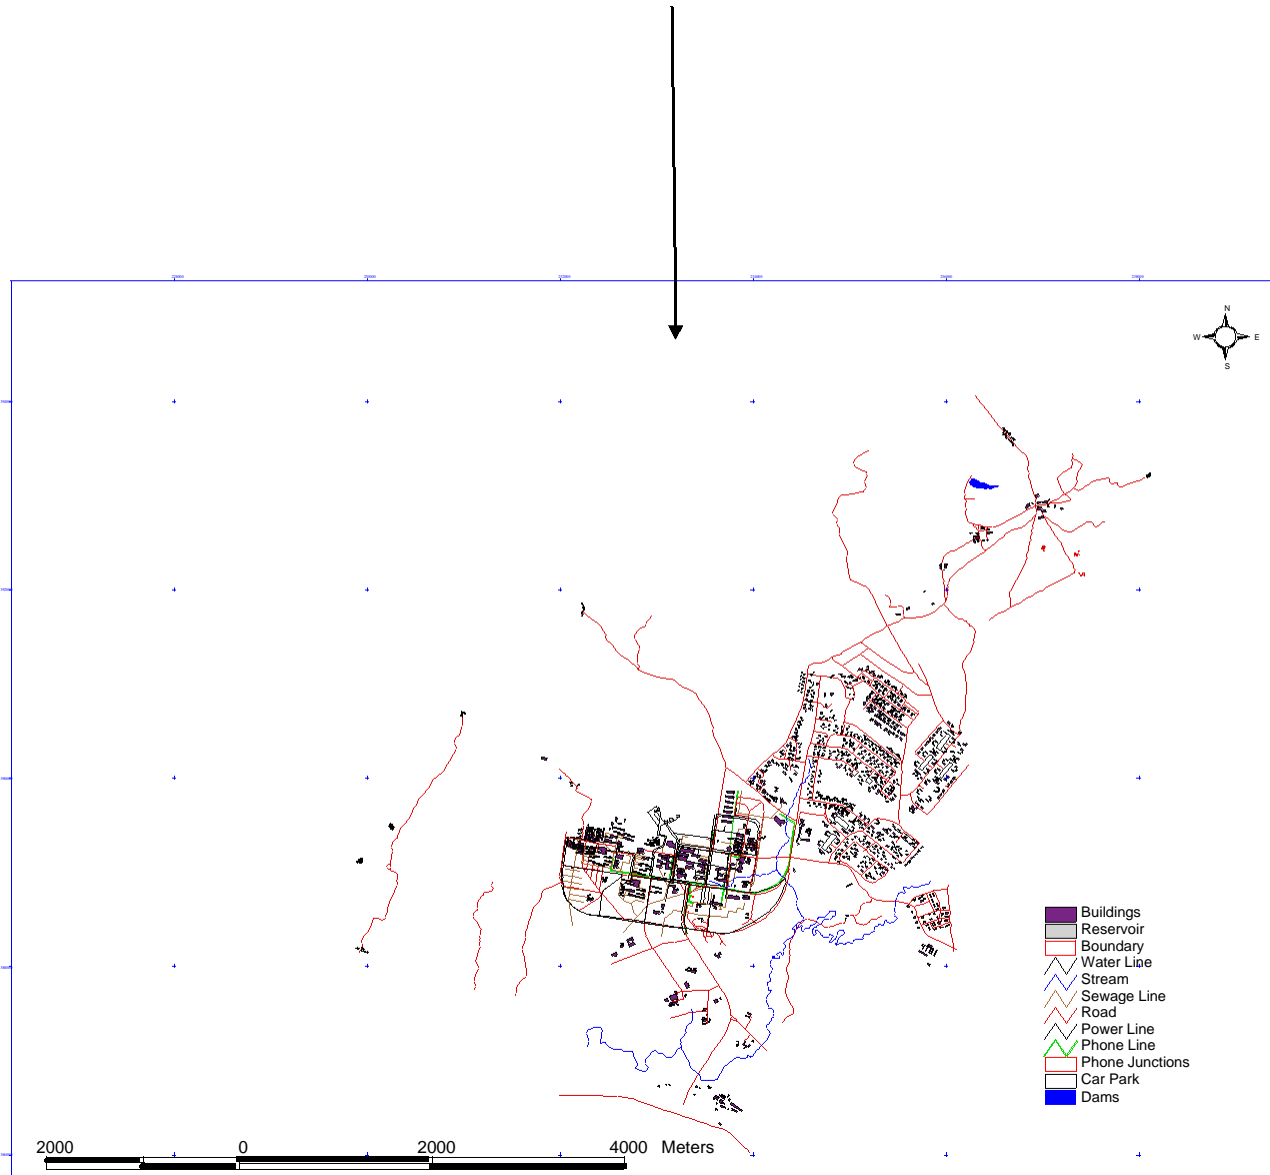 N
W E
S
Buildings
Reservoir
Boundary
Water Line
Stream
Sewage Line
Road
Power Line
Phone Line
Phone Junctions
Car Park
Dams
2000 0 2000 4000 Meters